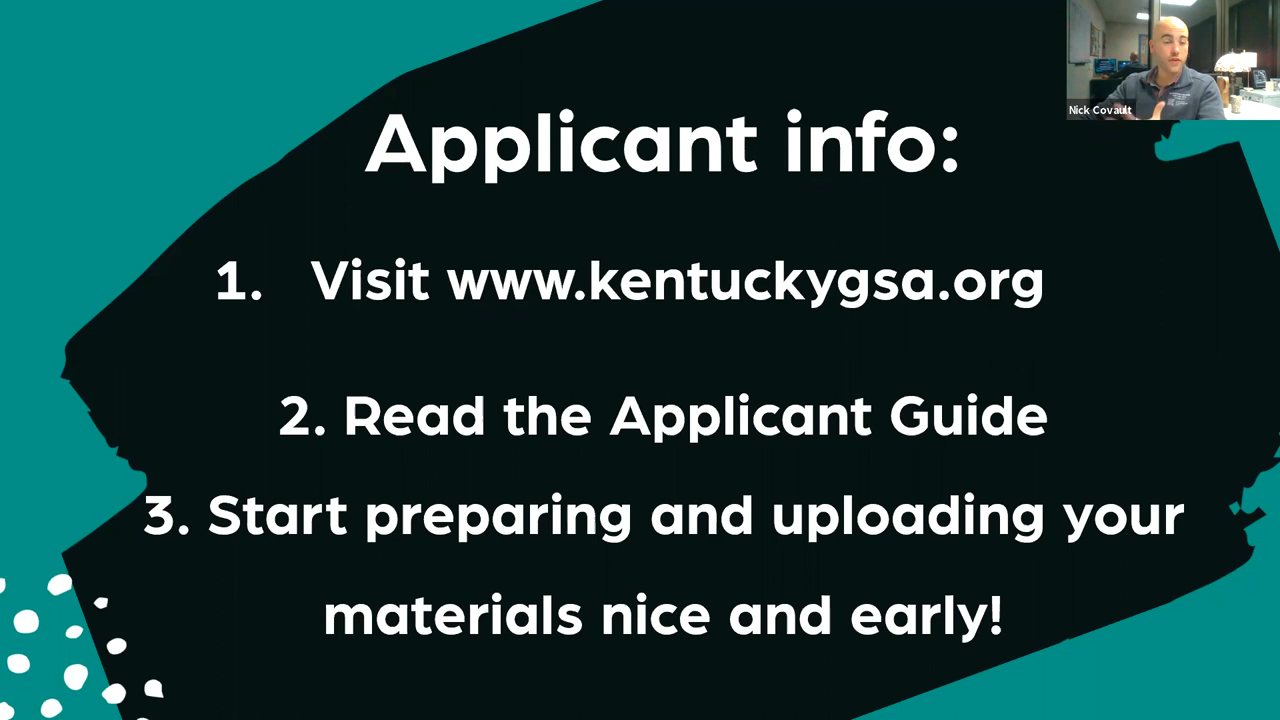 Nick Covault
Applicant info:
1. Visit www.kentuckygsa.org
2. Read the Applicant Guide
3. Start preparing and uploading your
materials nice and early!